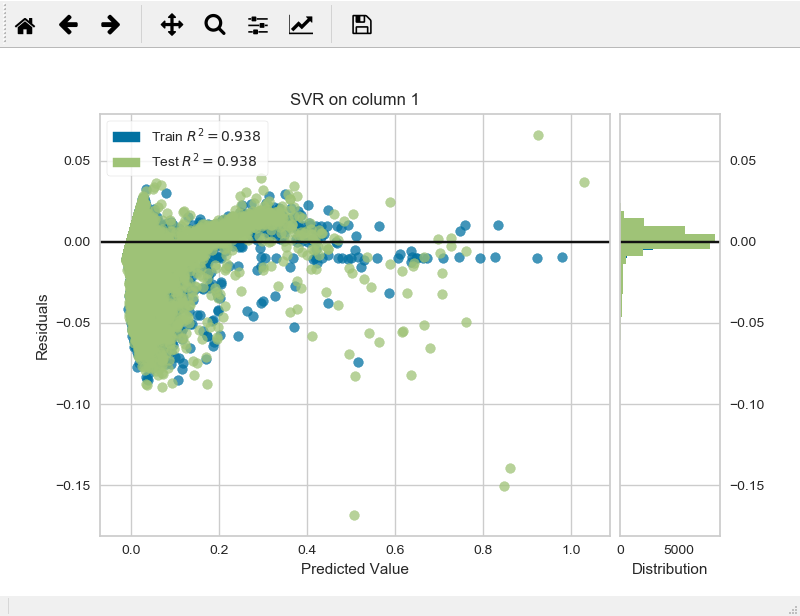 SVR on column 1
Train R² = 0.938
Test R² = 0.938
0.05
0.00
−0.05
−0.10
−0.15
Residuals
0.0 0.2 0.4 0.6 0.8 1.0
Predicted Value
0.05
0.00
−0.05
−0.10
−0.15
0 5000
Distribution